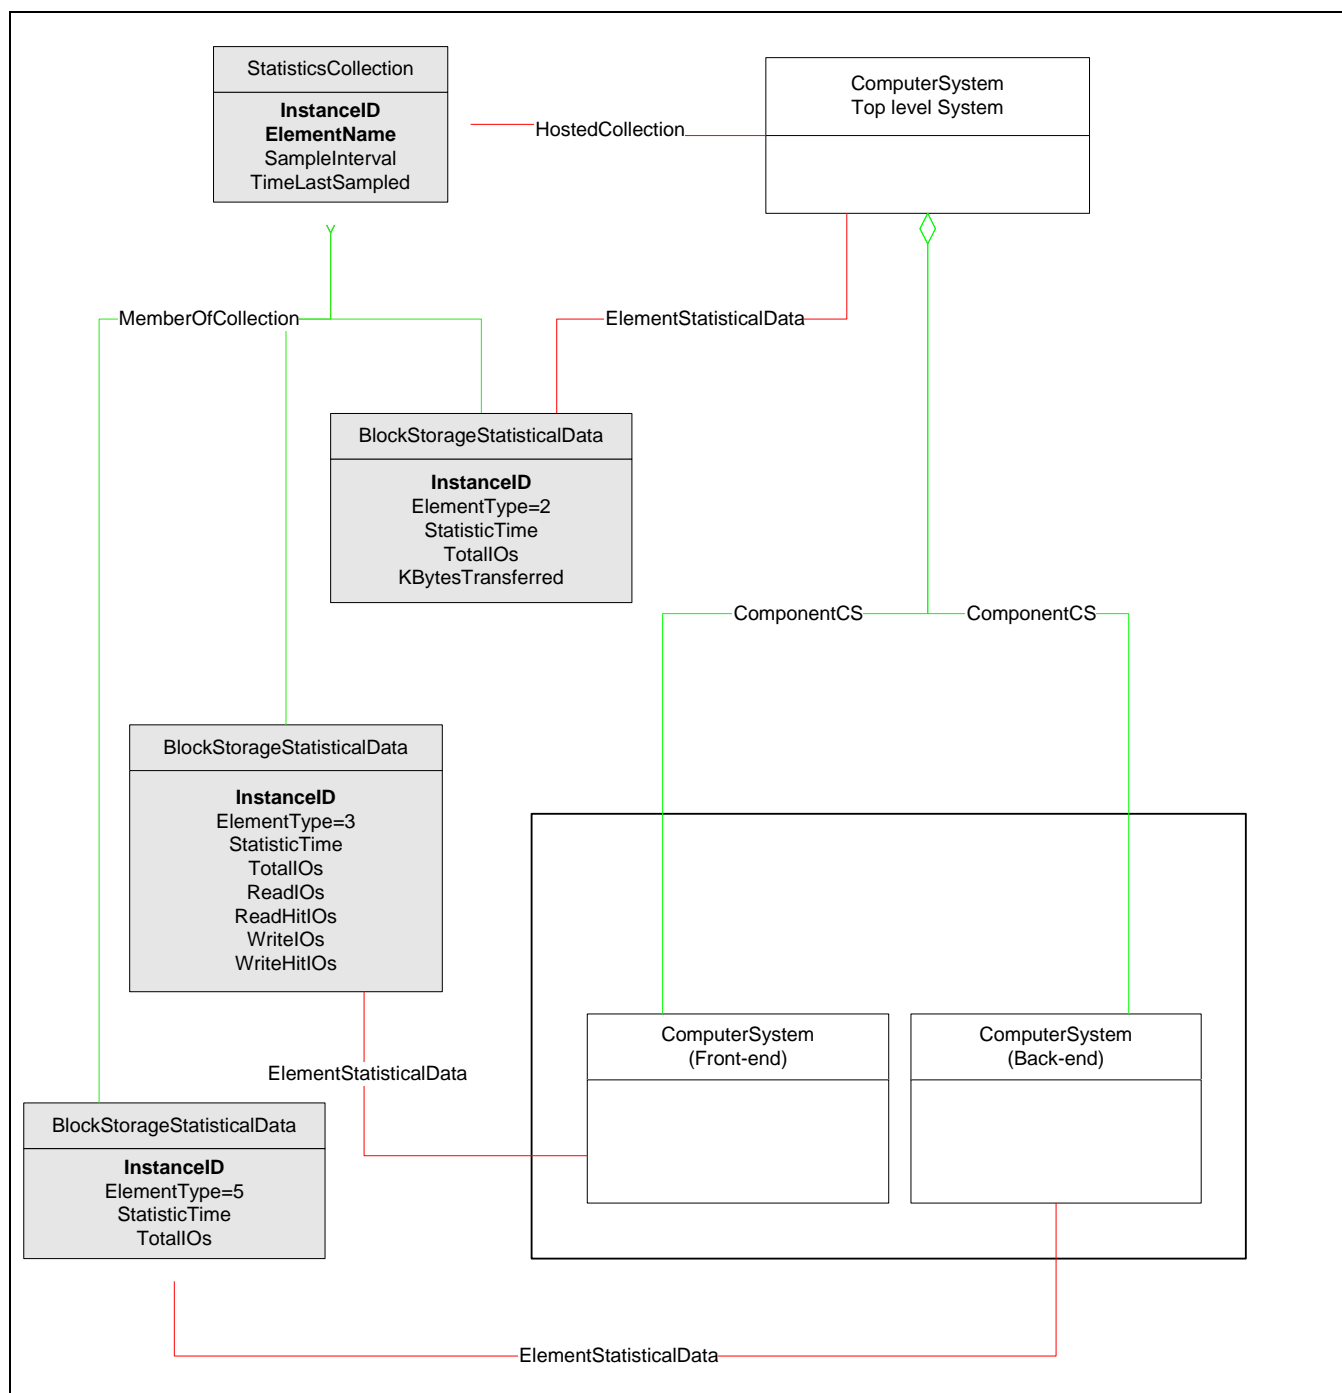 StatisticsCollection
InstanceID
ElementName
SampleInterval
TimeLastSampled
HostedCollection
ComputerSystem
Top level System
MemberOfCollection
ElementStatisticalData
BlockStorageStatisticalData
InstanceID
ElementType=2
StatisticTime
TotalIOs
KBytesTransferred
ComponentCS
ComponentCS
BlockStorageStatisticalData
InstanceID
ElementType=3
StatisticTime
TotalIOs
ReadIOs
ReadHitIOs
WriteIOs
WriteHitIOs
ComputerSystem
(Front-end)
ComputerSystem
(Back-end)
ElementStatisticalData
BlockStorageStatisticalData
InstanceID
ElementType=5
StatisticTime
TotalIOs
ElementStatisticalData